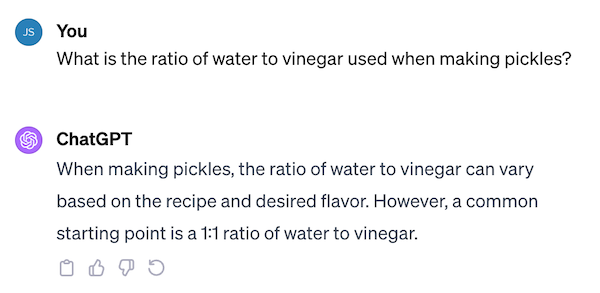 JS
You
What is the ratio of water to vinegar used when making pickles?
ChatGPT
When making pickles, the ratio of water to vinegar can vary
based on the recipe and desired flavor. However, a common
starting point is a 1:1 ratio of water to vinegar.